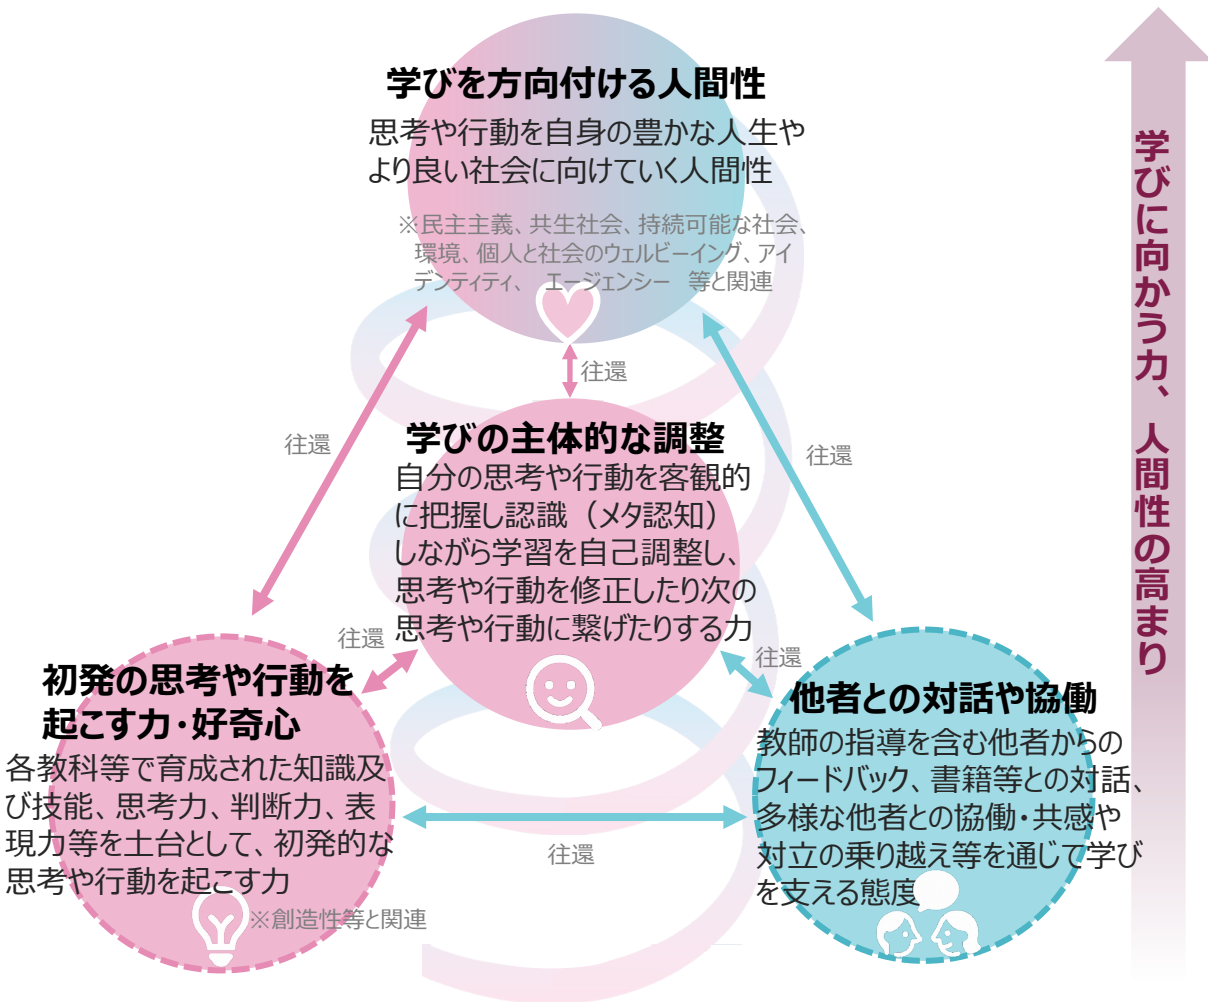 学びを方向付ける人間性
思考や行動を自身の豊かな人生や
より良い社会に向けていく人間性
※民主主義、共生社会、持続可能な社会、
環境、個人と社会のウェルビーイング、アイ
デンティティ、　エージェンシー　等と関連
往還
往還
往還
学びの主体的な調整
自分の思考や行動を客観的
に把握し認識（メタ認知）
しながら学習を自己調整し、
思考や行動を修正したり次の
思考や行動に繋げたりする力
往還
往還
初発の思考や行動を
起こす力・好奇心
各教科等で育成された知識及
び技能、思考力、判断力、表
現力等を土台として、初発的な
思考や行動を起こす力
※創造性等と関連
往還
他者との対話や協働
教師の指導を含む他者からの
フィードバック、書籍等との対話、
多様な他者との協働・共感や
対立の乗り越え等を通じて学び
を支える態度
学びに向かう力、人間性の高まり